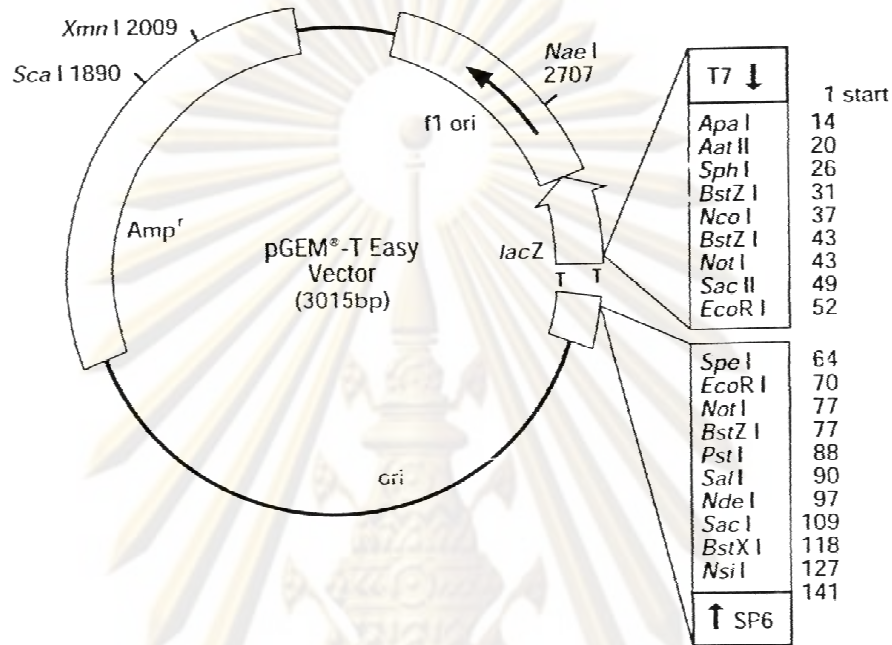 Xmn I 2009
Sca I 1890
Nae I
2707
f1 ori
Ampʳ
pGEM®-T Easy
Vector
(3015bp)
lacZ
T T
ori
T7 ↓
1 start
Apa I 14
Aat II 20
Sph I 26
BstZ I 31
Nco I 37
BstZ I 43
Not I 43
Sac II 49
EcoR I 52
Spe I 64
EcoR I 70
Not I 77
BstZ I 77
Pst I 88
Sal I 90
Nde I 97
Sac I 109
BstX I 118
Nsi I 127
141
↑ SP6